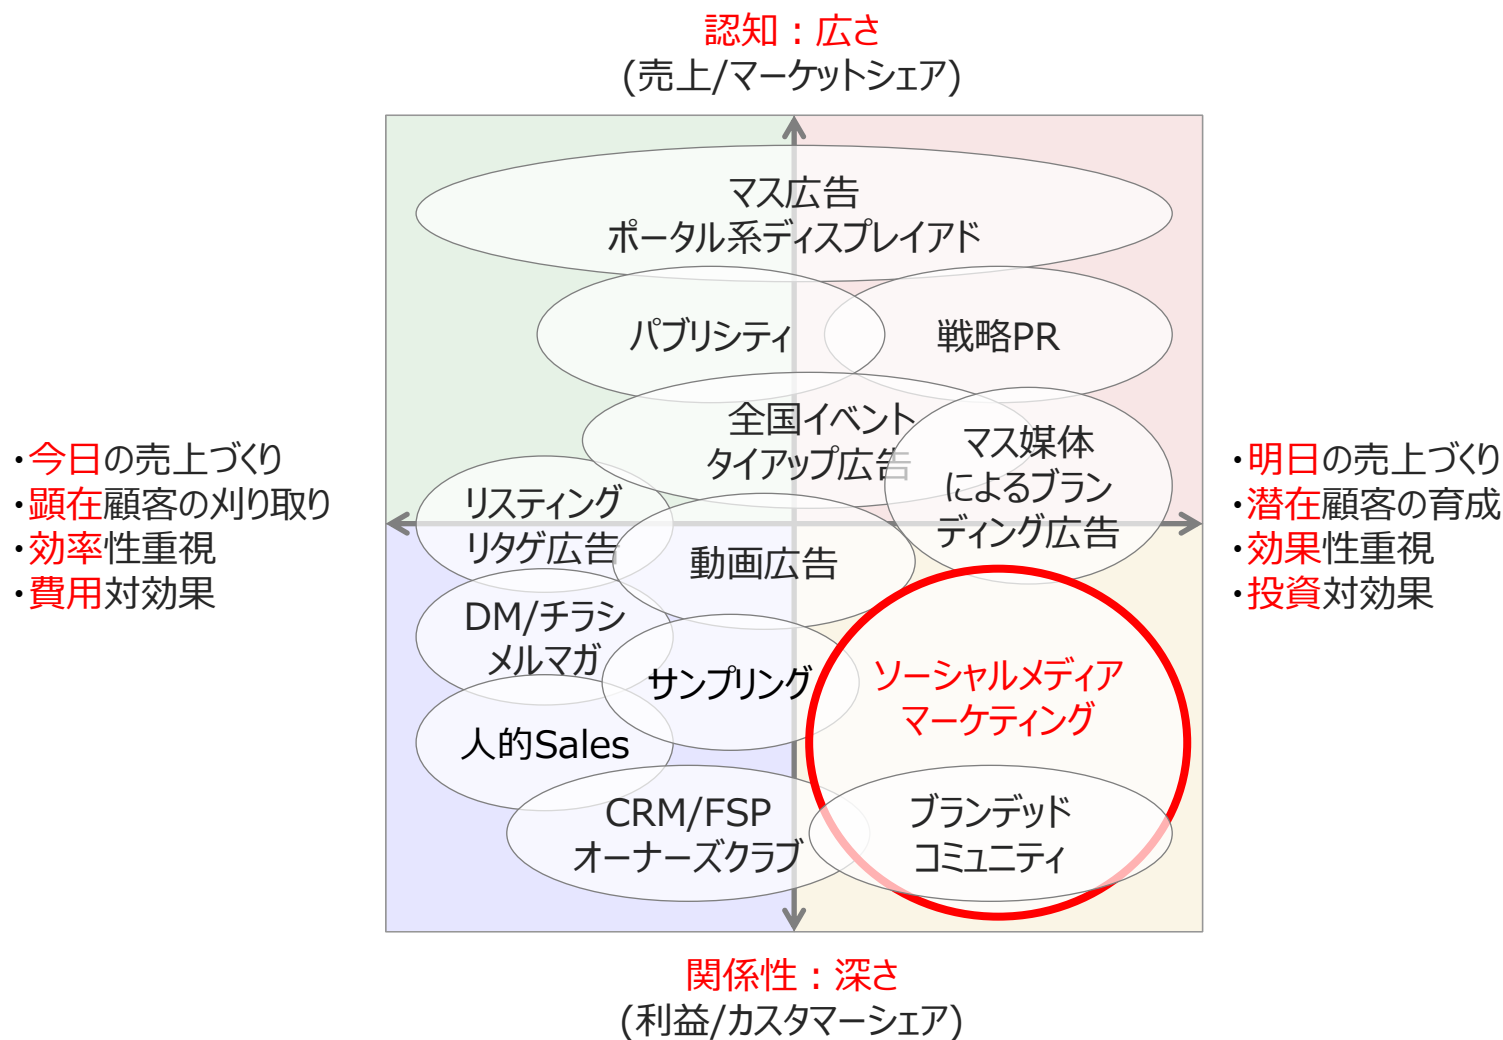 認知：広さ
(売上/マーケットシェア)
マス広告
ポータル系ディスプレイアド
パブリシティ
戦略PR
全国イベント
タイアップ広告
マス媒体
によるブラン
ディング広告
・今日の売上づくり
・顕在顧客の刈り取り
・効率性重視
・費用対効果
リスティング
リタゲ広告
動画広告
・明日の売上づくり
・潜在顧客の育成
・効果性重視
・投資対効果
DM/チラシ
メルマガ
サンプリング
ソーシャルメディア
マーケティング
人的Sales
CRM/FSP
オーナーズクラブ
ブランデッド
コミュニティ
関係性：深さ
(利益/カスタマーシェア)